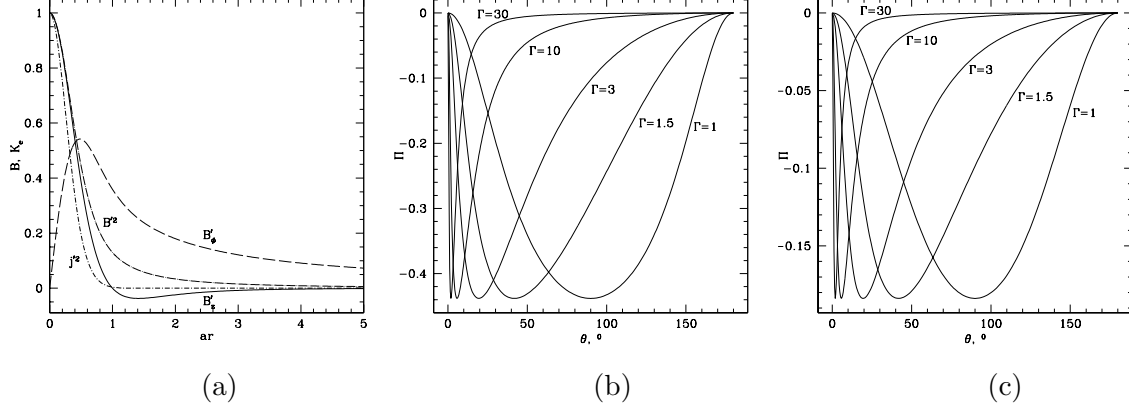 1
0.8
0.6
0.4
0.2
0
B, K_e
B'^2
B'_ϕ
j'^2
B'_z
0 1 2 3 4 5
ar
(a)
0
−0.1
−0.2
−0.3
−0.4
Π
Γ=30
Γ=10
Γ=3
Γ=1.5
Γ=1
0 50 100 150
θ, °
(b)
0
−0.05
−0.1
−0.15
Π
Γ=30
Γ=10
Γ=3
Γ=1.5
Γ=1
0 50 100 150
θ, °
(c)